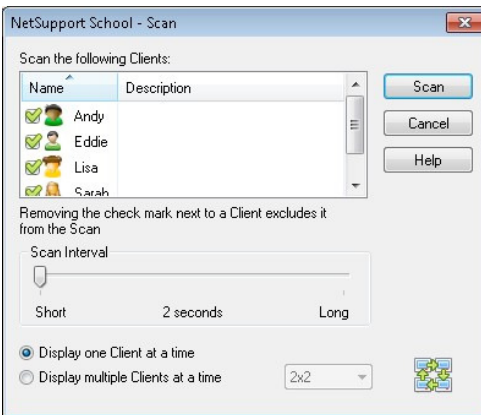 NetSupport School - Scan
Scan the following Clients:
Name Description
Andy
Eddie
Lisa
Sarah
Scan
Cancel
Help
Removing the check mark next to a Client excludes it
from the Scan
Scan Interval
Short 2 seconds Long
Display one Client at a time
Display multiple Clients at a time 2x2